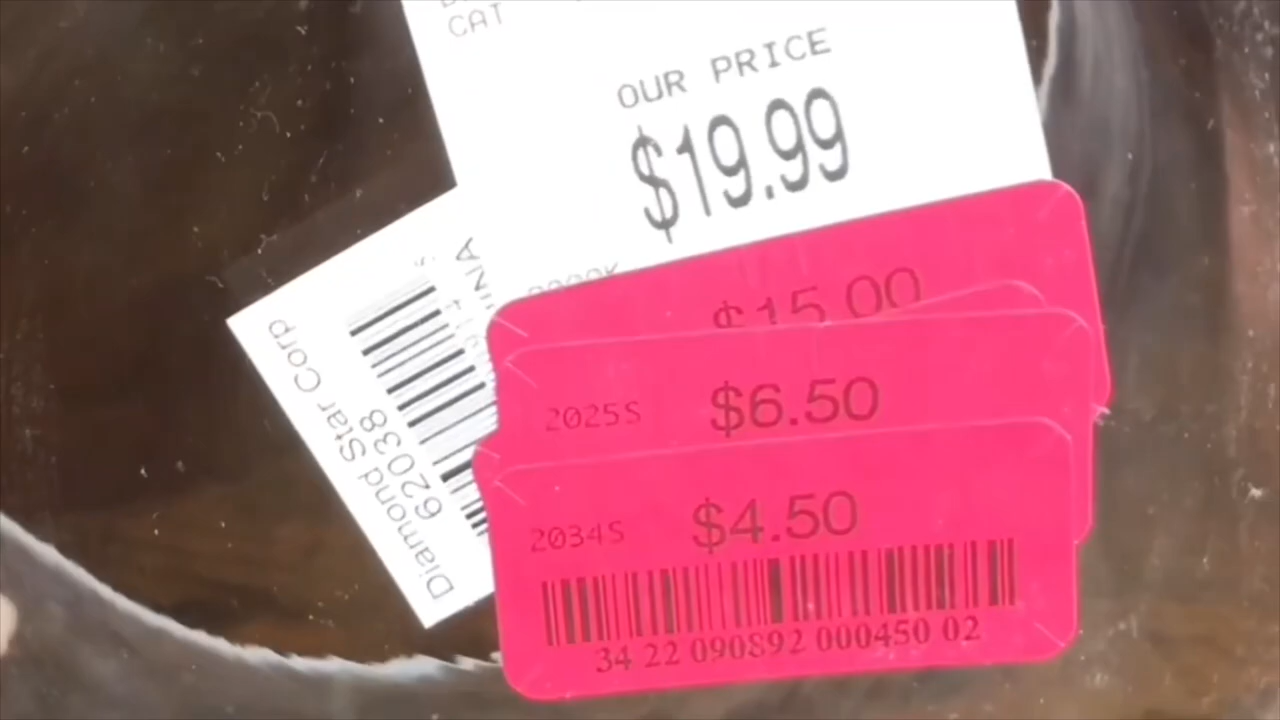 CAT
OUR PRICE
$19.99
Diamond Star Corp
62038
$15.00
2025S $6.50
2034S $4.50
34 22 090892 000450 02